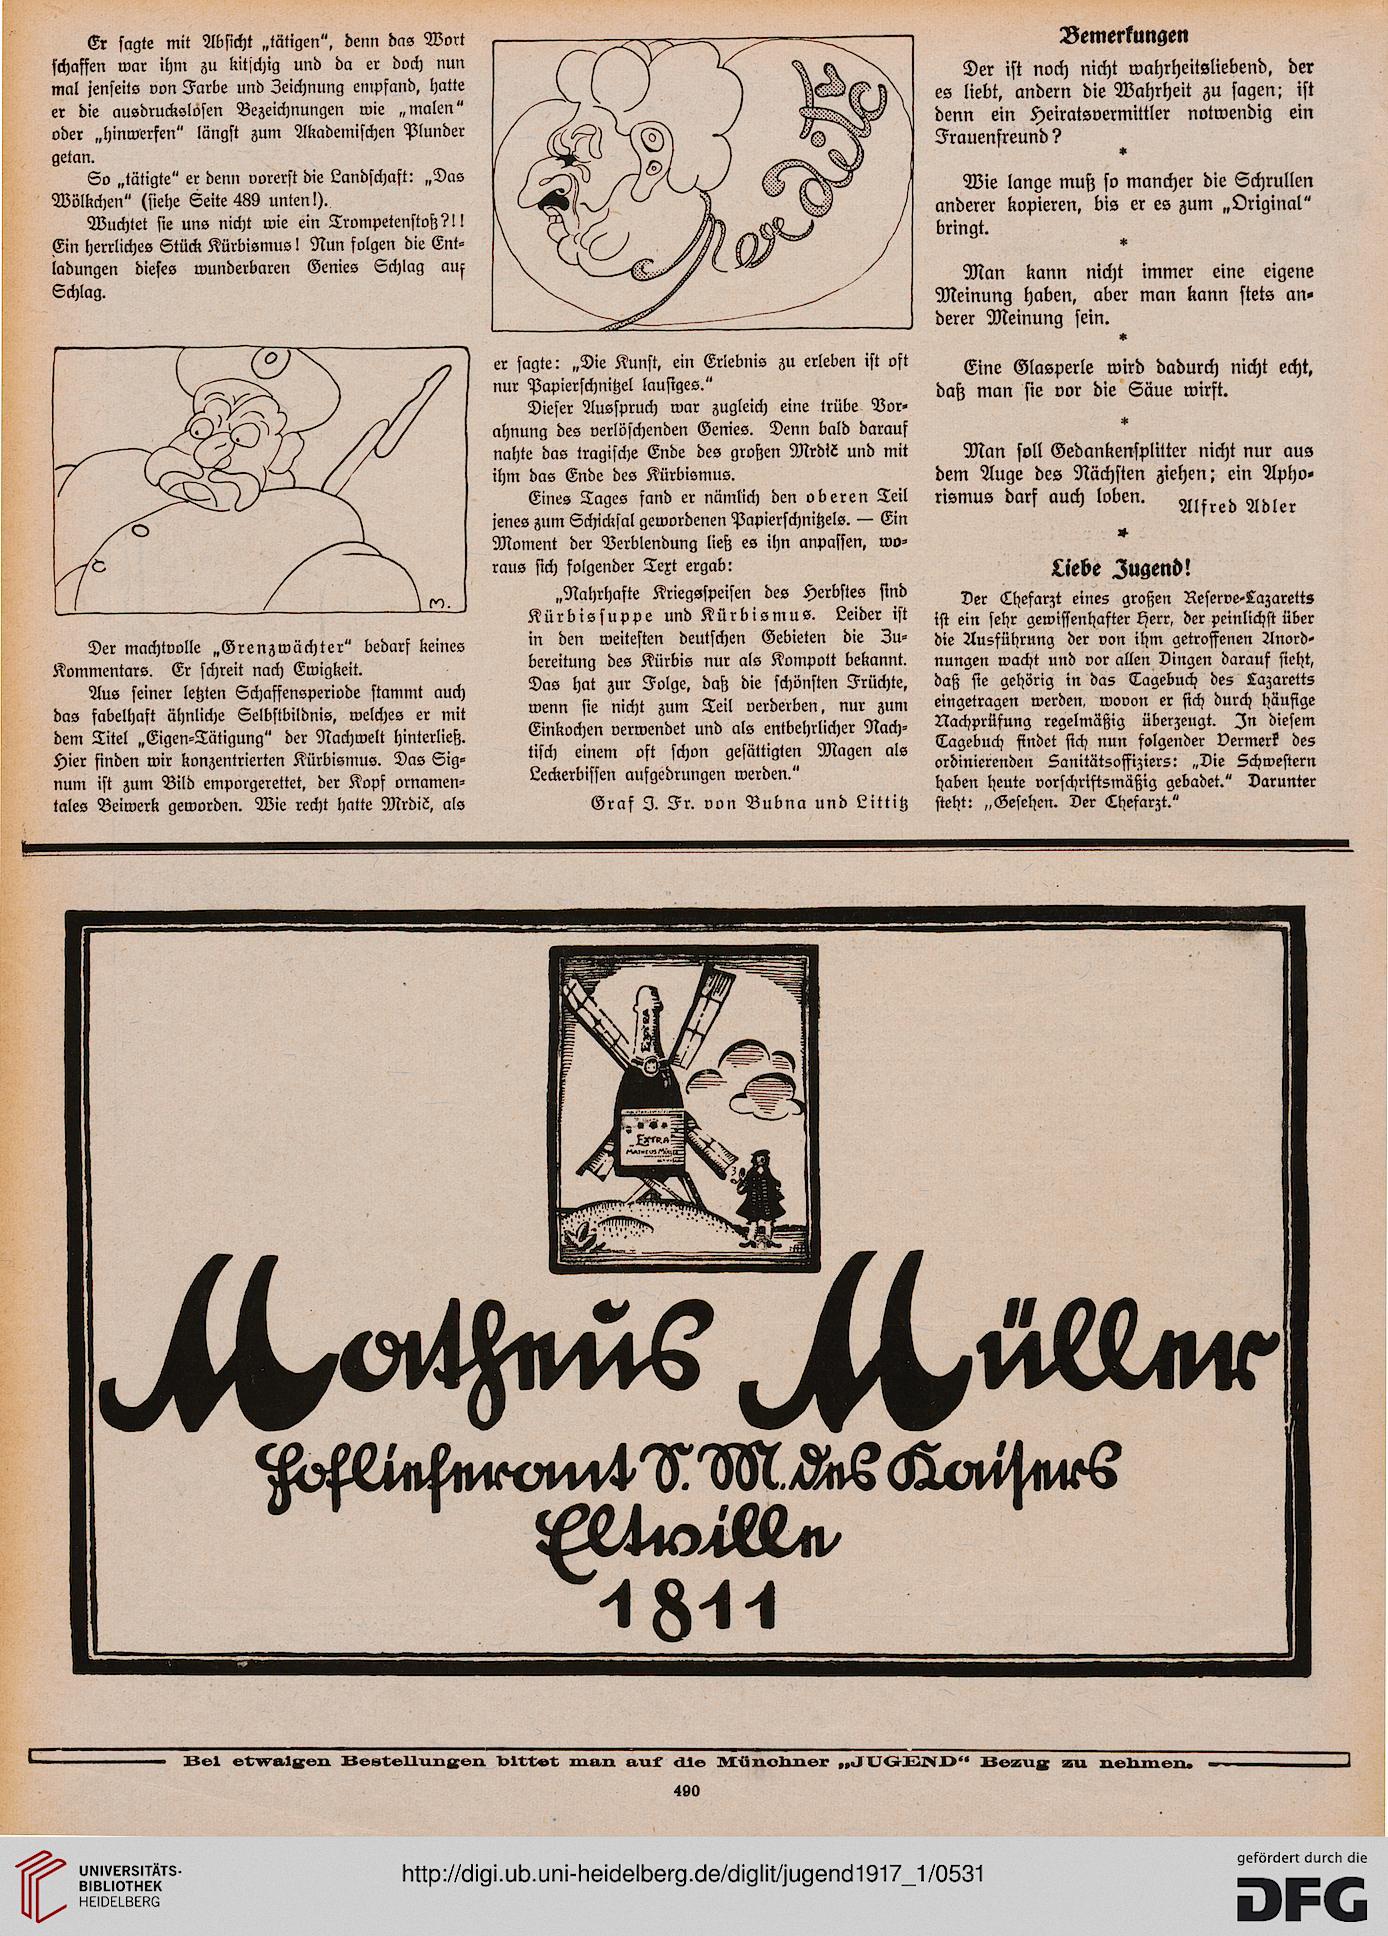 Er sagte mit Absicht „tätigen“, denn das Wort
schaffen war ihm zu kitschig und da er doch nun
mal jenseits von Farbe und Zeichnung empfand, hatte
er die ausdruckslosen Bezeichnungen wie „malen“
oder „hinwerfen“ längst zum Akademischen Plunder
getan.
So „tätigte“ er denn vorerst die Landschaft: „Das
Wölkchen“ (siehe Seite 489 unten!).
Wuchtet sie uns nicht wie ein Trompetenstoß?!!
Ein herrliches Stück Kürbismus! Nun folgen die Ent-
ladungen dieses wunderbaren Genies Schlag auf
Schlag.
M.
Der machtvolle „Grenzwächter“ bedarf keines
Kommentars. Er schreit nach Ewigkeit.
Aus seiner letzten Schaffensperiode stammt auch
das fabelhaft ähnliche Selbstbildnis, welches er mit
dem Titel „Eigen-Tätigung“ der Nachwelt hinterließ.
Hier finden wir konzentrierten Kürbismus. Das Sig-
num ist zum Bild emporgerettet, der Kopf ornamen-
tales Beiwerk geworden. Wie recht hatte Mrdič, als
er sagte: „Die Kunst, ein Erlebnis zu erleben ist oft
nur Papierschnitzel lausiges.“
Dieser Ausspruch war zugleich eine trübe Vor-
ahnung des verlöschenden Genies. Denn bald darauf
nahte das tragische Ende des großen Mrdič und mit
ihm das Ende des Kürbismus.
Eines Tages fand er nämlich den oberen Teil
jenes zum Schicksal gewordenen Papierschnitzels. — Ein
Moment der Verblendung ließ es ihn anpassen, wo-
raus sich folgender Text ergab:
„Nahrhafte Kriegsspeisen des Herbstes sind
Kürbissuppe und Kürbismus. Leider ist
in den weitesten deutschen Gebieten die Zu-
bereitung des Kürbis nur als Kompott bekannt.
Das hat zur Folge, daß die schönsten Früchte,
wenn sie nicht zum Teil verderben, nur zum
Einkochen verwendet und als entbehrlicher Nach-
tisch einem oft schon gesättigten Magen als
Leckerbissen aufgedrungen werden.“
Graf J. Fr. von Bubna und Littitz
Bemerkungen
Der ist noch nicht wahrheitsliebend, der
es liebt, andern die Wahrheit zu sagen; ist
denn ein Heiratsvermittler notwendig ein
Frauenfreund?
*
Wie lange muß so mancher die Schrullen
anderer kopieren, bis er es zum „Original“
bringt.
*
Man kann nicht immer eine eigene
Meinung haben, aber man kann stets an-
derer Meinung sein.
*
Eine Glasperle wird dadurch nicht echt,
daß man sie vor die Säue wirft.
*
Man soll Gedankensplitter nicht nur aus
dem Auge des Nächsten ziehen; ein Apho-
rismus darf auch loben.
Alfred Adler
*
Liebe Jugend!
Der Chefarzt eines großen Reserve-Lazaretts
ist ein sehr gewissenhafter Herr, der peinlichst über
die Ausführung der von ihm getroffenen Anord-
nungen wacht und vor allen Dingen darauf sieht,
daß sie gehörig in das Tagebuch des Lazaretts
eingetragen werden, wovon er sich durch häufige
Nachprüfung regelmäßig überzeugt. In diesem
Tagebuch findet sich nun folgender Vermerk des
ordinierenden Sanitätsoffiziers: „Die Schwestern
haben heute vorschriftsmäßig gebadet.“ Darunter
steht: „Gesehen. Der Chefarzt.“
EXTRA
EXTRA
MATHEUS MÜLLER
Matheus Müller
Hoflieferant S. M. des Kaisers
Eltville
1811
Bei etwaigen Bestellungen bittet man auf die Münchner „JUGEND“ Bezug zu nehmen.
490
UNIVERSITÄTS-
BIBLIOTHEK
HEIDELBERG
http://digi.ub.uni-heidelberg.de/diglit/jugend1917_1/0531
gefördert durch die
DFG